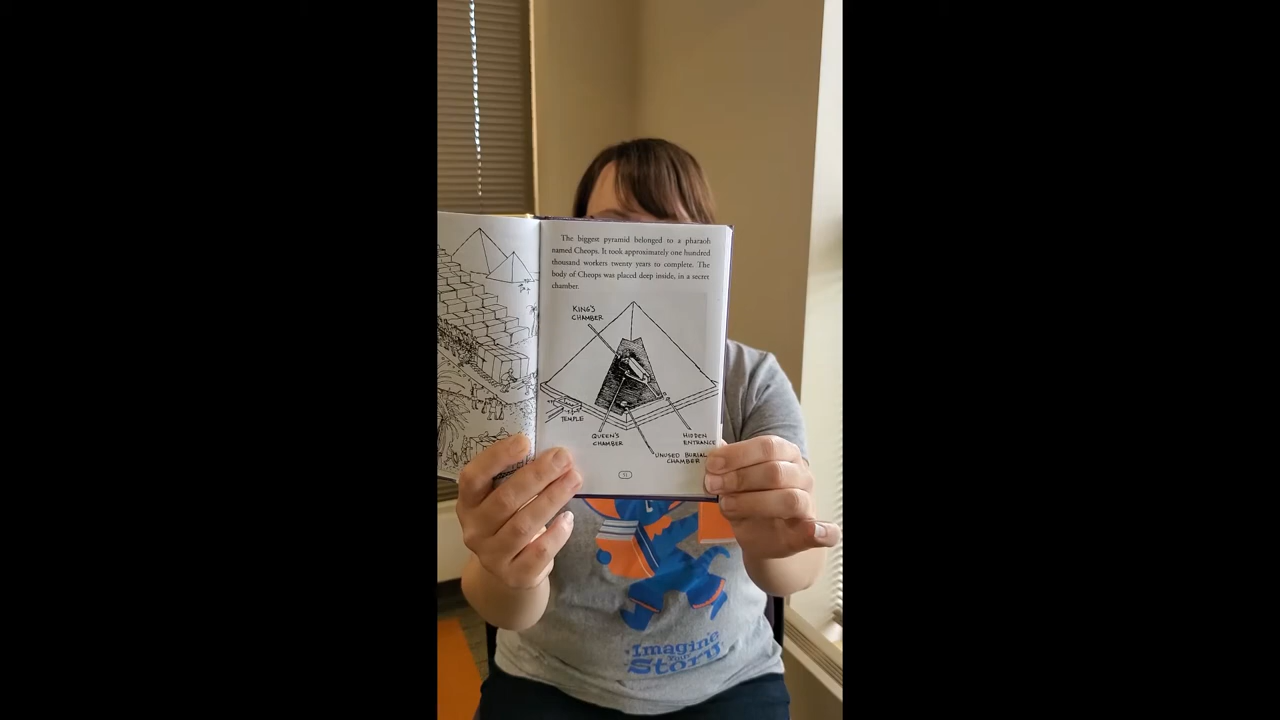 The biggest pyramid belonged to a pharaoh
named Cheops. It took approximately one hundred
thousand workers twenty years to complete. The
body of Cheops was placed deep inside, in a secret
chamber.
KING'S
CHAMBER
TEMPLE
QUEEN'S
CHAMBER
HIDDEN
ENTRANCE
UNUSED BURIAL
CHAMBER
51
Imagine
Your
Story